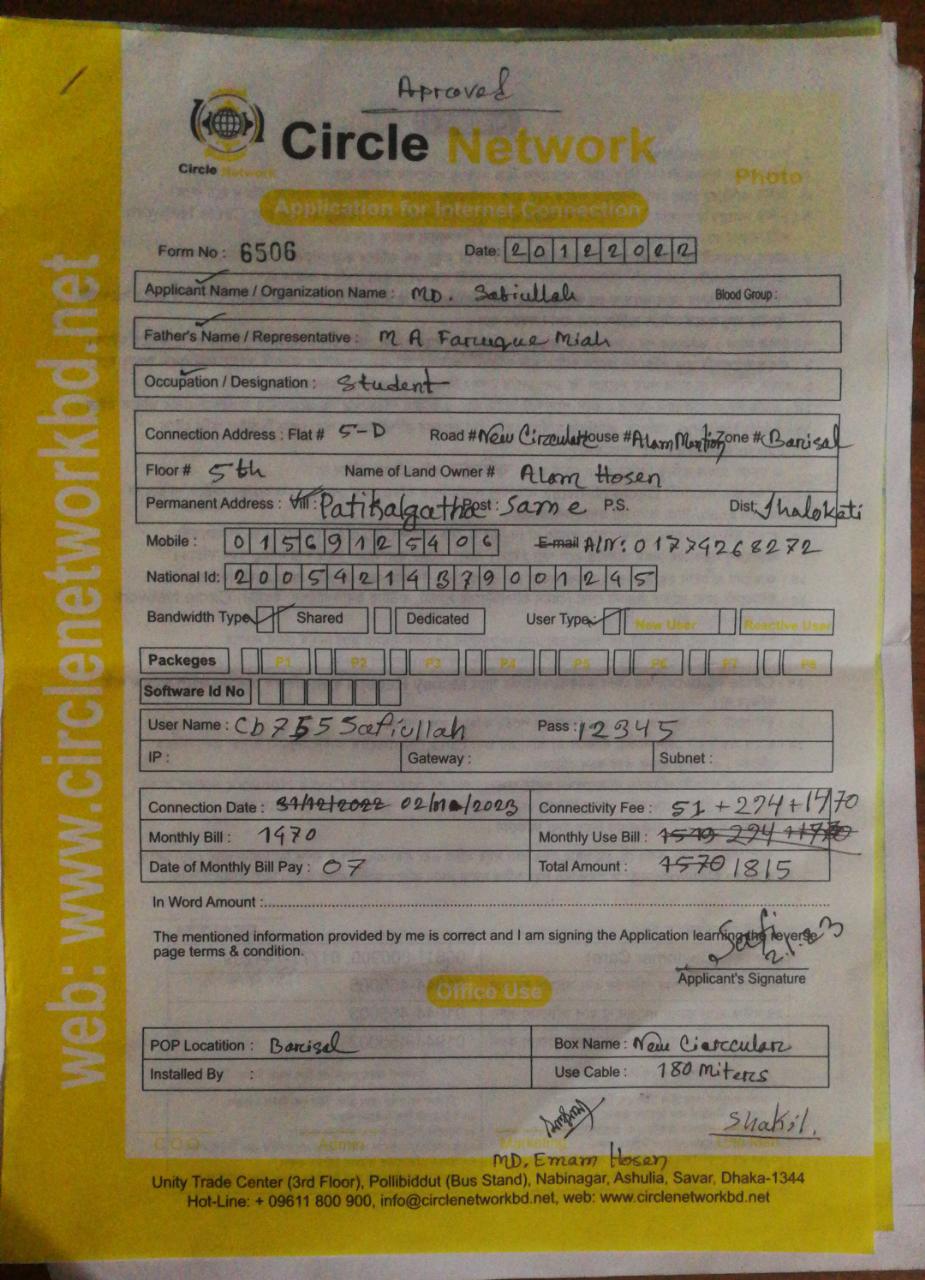 Aproved
Circle Network
Circle Network
Photo
Application for Internet Connection
Form No : 6506 Date: 20122022
Applicant Name / Organization Name : MD. Safiullah Blood Group :
Father's Name / Representative : M A Faruque Miah
Occupation / Designation : Student
Connection Address : Flat # 5-D Road # New Circular House # Alam Mantion Zone # Barisal
Floor # 5th Name of Land Owner # Alam Hosen
Permanent Address : Vill : Patikalgatha Post : Same P.S. Dist: Jhalokati
Mobile : 01569125406 E-mail A/N: 01774268272
National Id: 20054214379001245
Bandwidth Type Shared Dedicated User Type New User Reactive User
Packeges P1 P2 P3 P4 P5 P6 P7 P8
Software Id No
User Name : Cb755Safiullah Pass : 12345
IP : Gateway : Subnet :
Connection Date : 31/12/2022 /2023 Connectivity Fee : 51 + 274 + 1470
Monthly Bill : 1470 Monthly Use Bill :
Date of Monthly Bill Pay : 07 Total Amount : 1570 1815
In Word Amount :
The mentioned information provided by me is correct and I am signing the Application learning the reverse
page terms & condition.
Safi
Applicant's Signature
Office Use
POP Locatition : Barisal Box Name : New Ciarcular
Installed By : Use Cable : 180 Miters
Shakil.
C.O.O Admin Marketing
MD. Emam Hosen
Unity Trade Center (3rd Floor), Pollibiddut (Bus Stand), Nabinagar, Ashulia, Savar, Dhaka-1344
Hot-Line: + 09611 800 900, info@circlenetworkbd.net, web: www.circlenetworkbd.net
web: www.circlenetworkbd.net